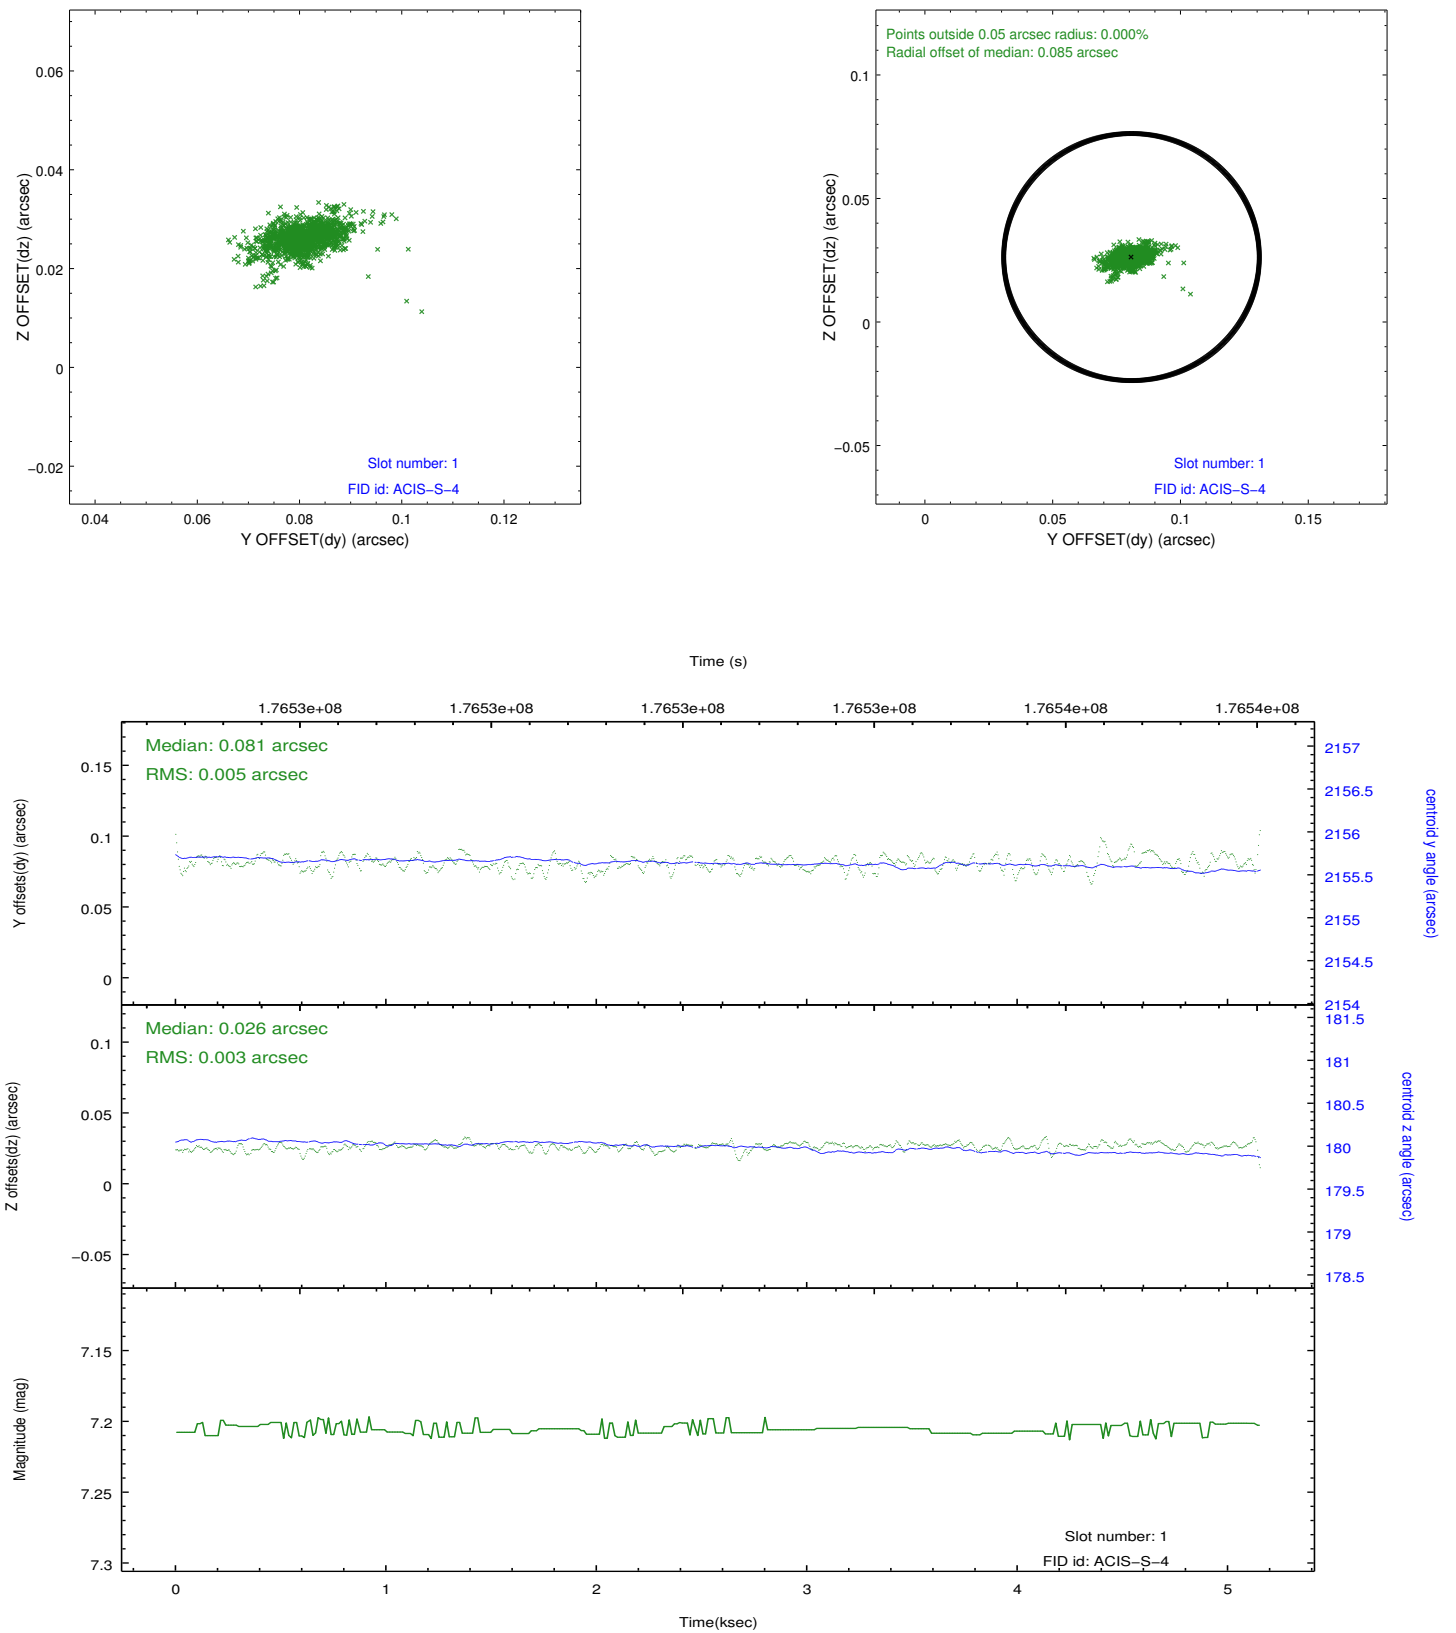 0.06
0.04
0.02
0
−0.02
Z OFFSET(dz) (arcsec)
Slot number: 1
FID id: ACIS−S−4
0.04 0.06 0.08 0.1 0.12
Y OFFSET(dy) (arcsec)
Points outside 0.05 arcsec radius: 0.000%
Radial offset of median: 0.085 arcsec
0.1
0.05
0
−0.05
Z OFFSET(dz) (arcsec)
Slot number: 1
FID id: ACIS−S−4
0 0.05 0.1 0.15
Y OFFSET(dy) (arcsec)
Time (s)
1.7653e+08 1.7653e+08 1.7653e+08 1.7653e+08 1.7654e+08 1.7654e+08
Median: 0.081 arcsec
RMS: 0.005 arcsec
0.15
0.1
0.05
0
Y offsets(dy) (arcsec)
2157
2156.5
2156
2155.5
2155
2154.5
2154
centroid y angle (arcsec)
Median: 0.026 arcsec
RMS: 0.003 arcsec
0.1
0.05
0
−0.05
Z offsets(dz) (arcsec)
181.5
181
180.5
180
179.5
179
178.5
centroid z angle (arcsec)
7.15
7.2
7.25
7.3
Magnitude (mag)
Slot number: 1
FID id: ACIS−S−4
0 1 2 3 4 5
Time(ksec)